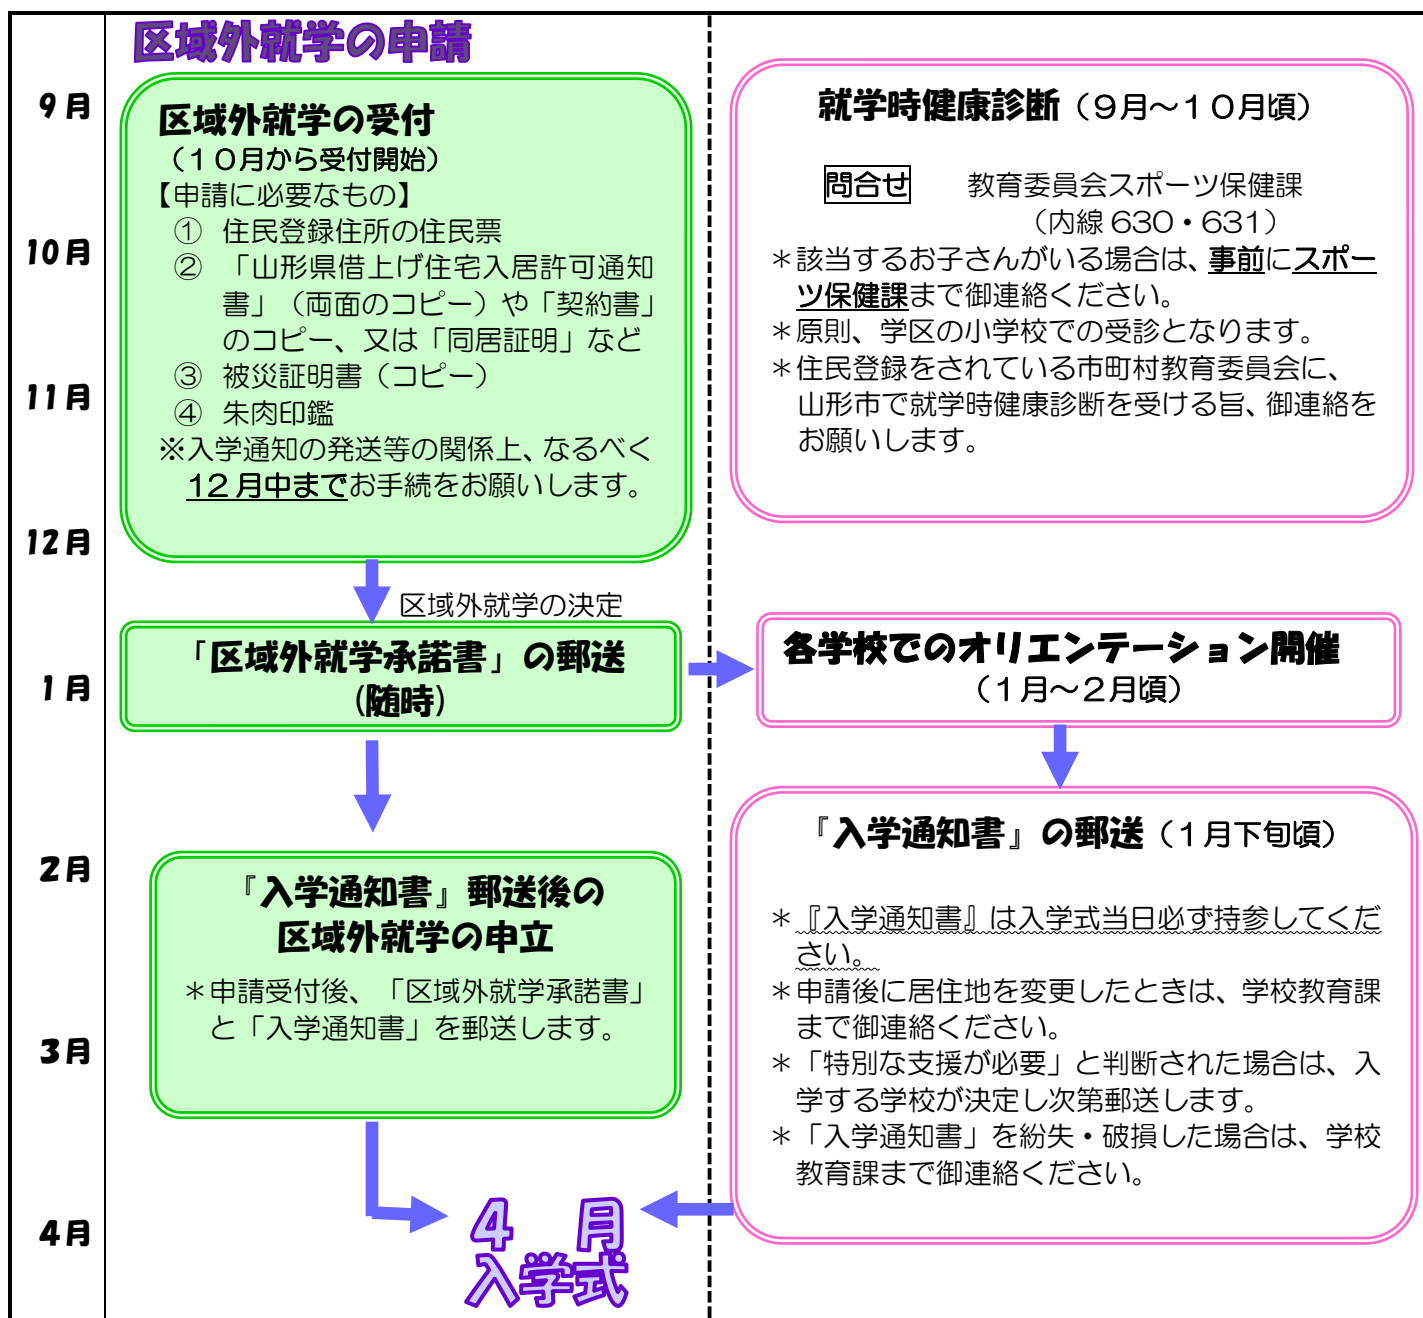 区域外就学の申請
9月
10月
11月
12月
1月
2月
3月
4月
区域外就学の受付
(10月から受付開始)
【申請に必要なもの】
① 住民登録住所の住民票
② 「山形県借上げ住宅入居許可通知
書」(両面のコピー)や「契約書」
のコピー、又は「同居証明」など
③ 被災証明書(コピー)
④ 朱肉印鑑
※入学通知の発送等の関係上、なるべく
12月中までお手続をお願いします。
区域外就学の決定
「区域外就学承諾書」の郵送
(随時)
『入学通知書』郵送後の
区域外就学の申立
＊申請受付後、「区域外就学承諾書」
と「入学通知書」を郵送します。
就学時健康診断(9月～10月頃)
問合せ 教育委員会スポーツ保健課
(内線630・631)
＊該当するお子さんがいる場合は、事前にスポー
ツ保健課まで御連絡ください。
＊原則、学区の小学校での受診となります。
＊住民登録をされている市町村教育委員会に、
山形市で就学時健康診断を受ける旨、御連絡を
お願いします。
各学校でのオリエンテーション開催
(1月～2月頃)
『入学通知書』の郵送(1月下旬頃)
＊『入学通知書』は入学式当日必ず持参してくだ
さい。
＊申請後に居住地を変更したときは、学校教育課
まで御連絡ください。
＊「特別な支援が必要」と判断された場合は、入
学する学校が決定し次第郵送します。
＊「入学通知書」を紛失・破損した場合は、学校
教育課まで御連絡ください。
4 月
入学式